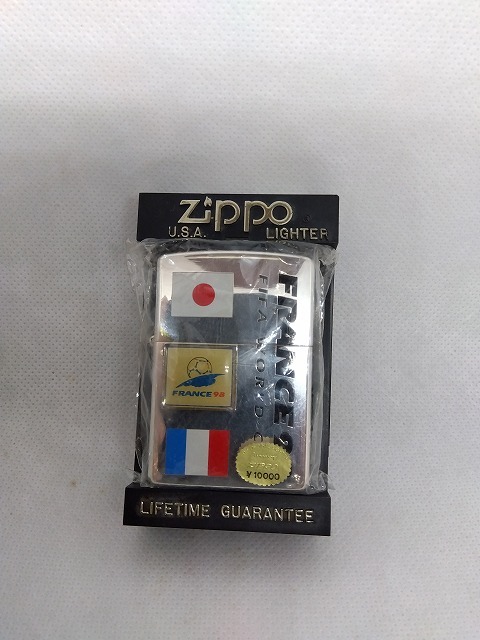 Zippo
U.S.A. LIGHTER
FRANCE 9
FIFA WORLD C
FRANCE 98
¥10000
LIFETIME GUARANTEE